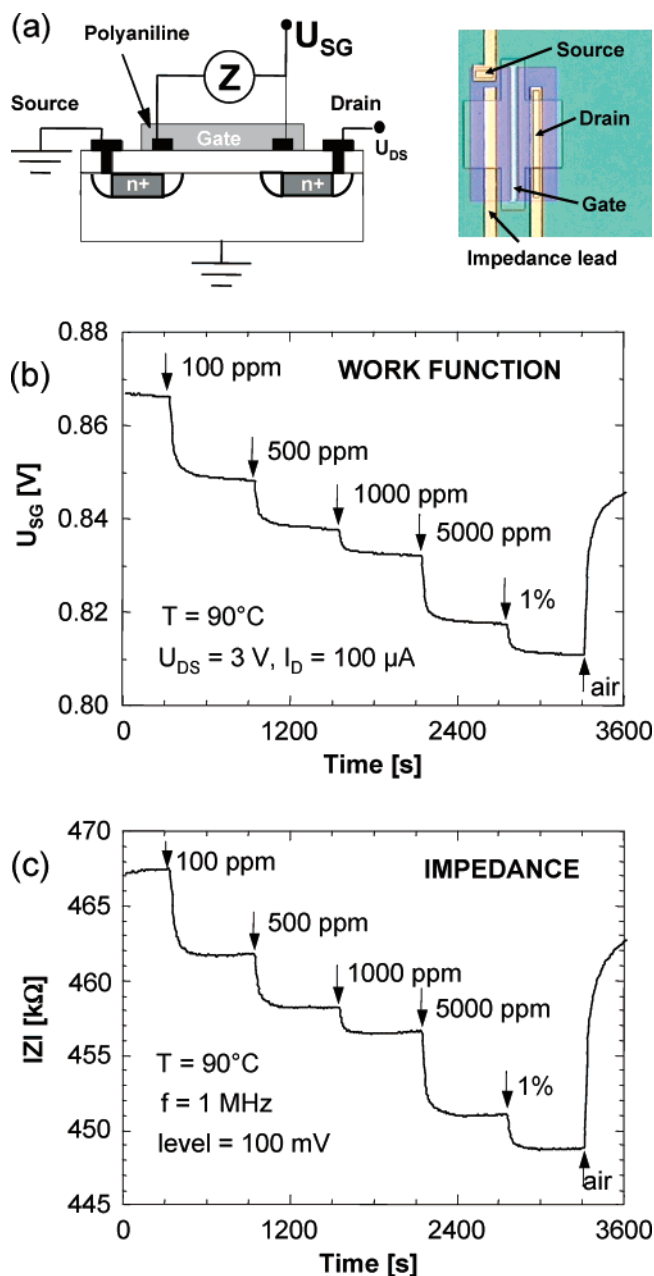 (a)
Polyaniline
U_SG
Z
Source
Gate
Drain
U_DS
n+
n+
Source
Drain
Gate
Impedance lead
(b)
WORK FUNCTION
U_SG [V]
0.88
0.86
0.84
0.82
0.80
100 ppm
500 ppm
1000 ppm
5000 ppm
1%
air
T = 90°C
U_DS = 3 V, I_D = 100 µA
0
1200
2400
3600
Time [s]
(c)
IMPEDANCE
IZI [kΩ]
470
465
460
455
450
445
100 ppm
500 ppm
1000 ppm
5000 ppm
1%
air
T = 90°C
f = 1 MHz
level = 100 mV
0
1200
2400
3600
Time [s]